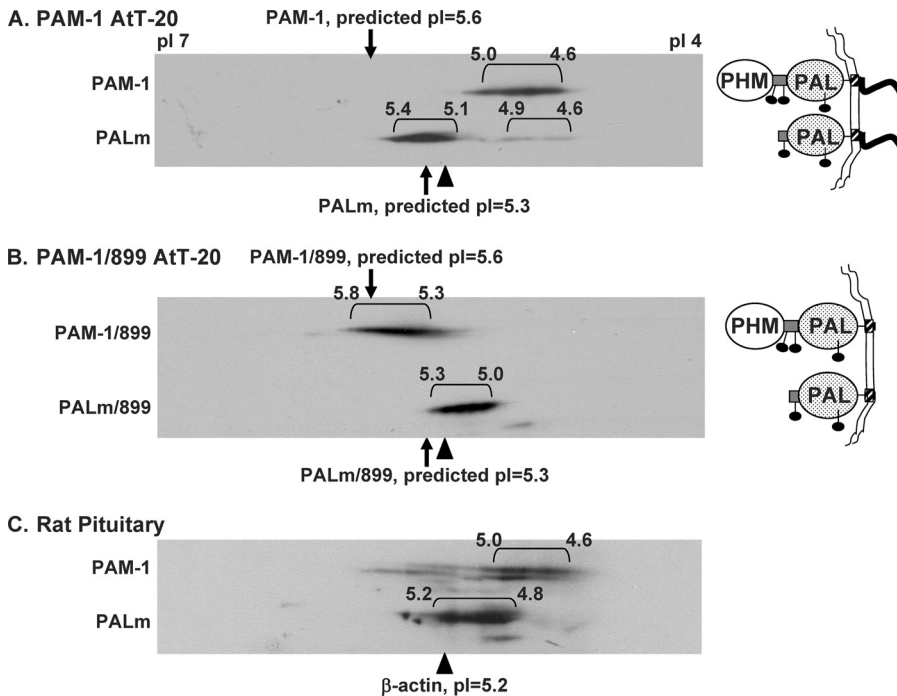 A. PAM-1 AtT-20
PAM-1, predicted pI=5.6
pI 7
pI 4
5.0 4.6
PAM-1
5.4 5.1 4.9 4.6
PALm
PALm, predicted pI=5.3
PHM PAL
PAL
B. PAM-1/899 AtT-20
PAM-1/899, predicted pI=5.6
5.8 5.3
PAM-1/899
5.3 5.0
PALm/899
PALm/899, predicted pI=5.3
PHM PAL
PAL
C. Rat Pituitary
5.0 4.6
PAM-1
5.2 4.8
PALm
β-actin, pI=5.2